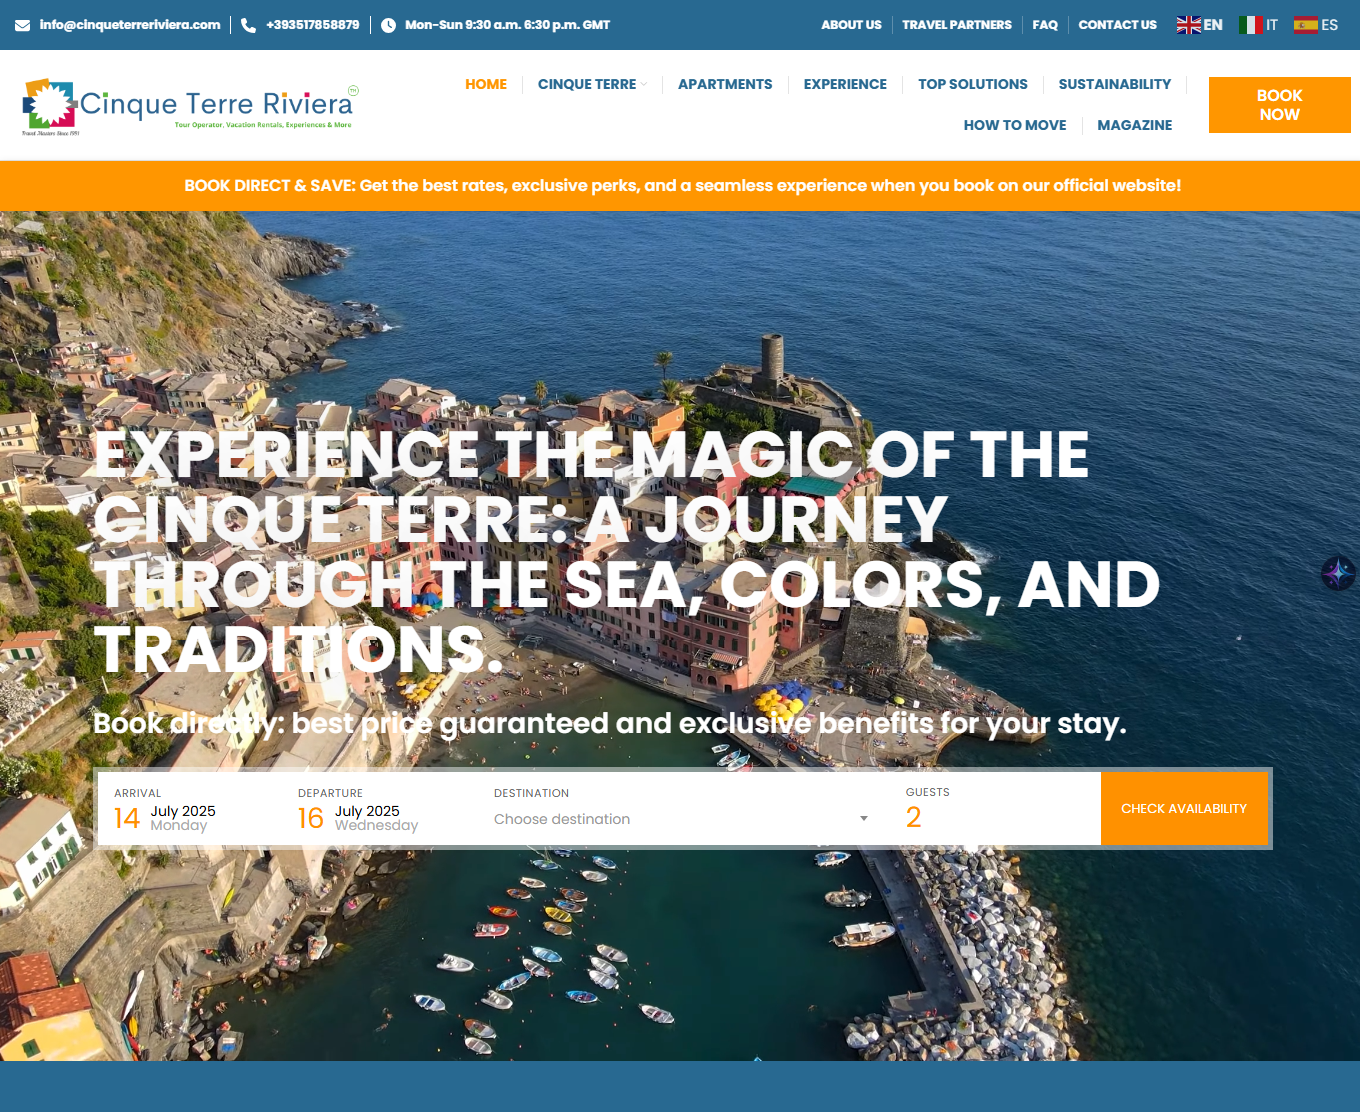 info@cinqueterreriviera.com
+393517858879
Mon-Sun 9:30 a.m. 6:30 p.m. GMT
ABOUT US
TRAVEL PARTNERS
FAQ
CONTACT US
EN
IT
ES
Cinque Terre Riviera
Tour Operator, Vacation Rentals, Experiences & More
Travel Masters Since 1991
HOME
CINQUE TERRE
APARTMENTS
EXPERIENCE
TOP SOLUTIONS
SUSTAINABILITY
HOW TO MOVE
MAGAZINE
BOOK
NOW
BOOK DIRECT & SAVE: Get the best rates, exclusive perks, and a seamless experience when you book on our official website!
EXPERIENCE THE MAGIC OF THE
CINQUE TERRE: A JOURNEY
THROUGH THE SEA, COLORS, AND
TRADITIONS.
Book directly: best price guaranteed and exclusive benefits for your stay.
ARRIVAL
14 July 2025
Monday
DEPARTURE
16 July 2025
Wednesday
DESTINATION
Choose destination
GUESTS
2
CHECK AVAILABILITY